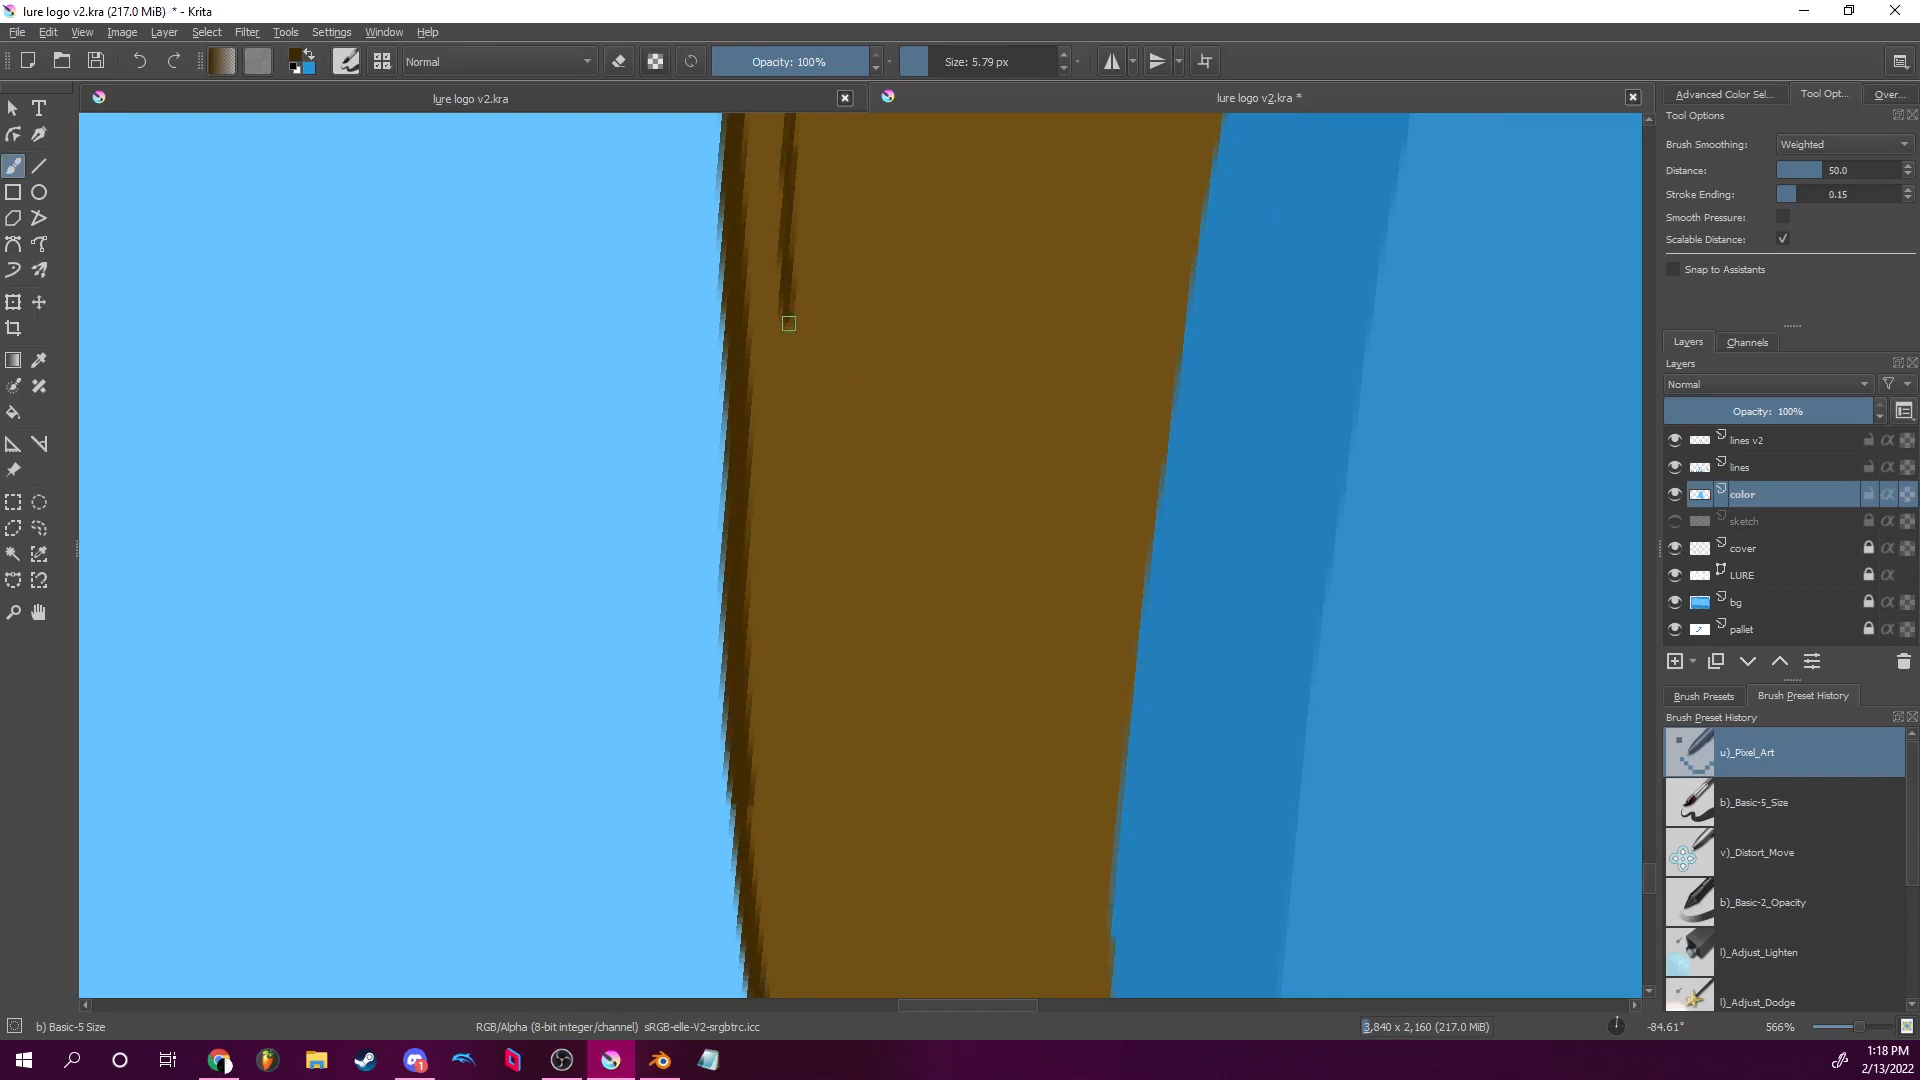 lure logo v2.kra (217.0 MiB)  * - Krita
File Edit View Image Layer Select Filter Tools Settings Window Help
Normal Opacity: 100% Size: 5.79 px
lure logo v2.kra lure logo v2.kra *
Advanced Color Sel... Tool Opt... Over...
Tool Options
Brush Smoothing: Weighted
Distance: 50.0
Stroke Ending: 0.15
Smooth Pressure:
Scalable Distance:
Snap to Assistants
Layers Channels
Layers
Normal
Opacity: 100%
lines v2
lines
color
sketch
cover
LURE
bg
pallet
Brush Presets Brush Preset History
Brush Preset History
u)_Pixel_Art
b)_Basic-5_Size
v)_Distort_Move
b)_Basic-2_Opacity
l)_Adjust_Lighten
l)_Adjust_Dodge
b) Basic-5 Size RGB/Alpha (8-bit integer/channel)  sRGB-elle-V2-srgbtrc.icc 3,840 x 2,160 (217.0 MiB) -84.61° 566%
1:18 PM
2/13/2022